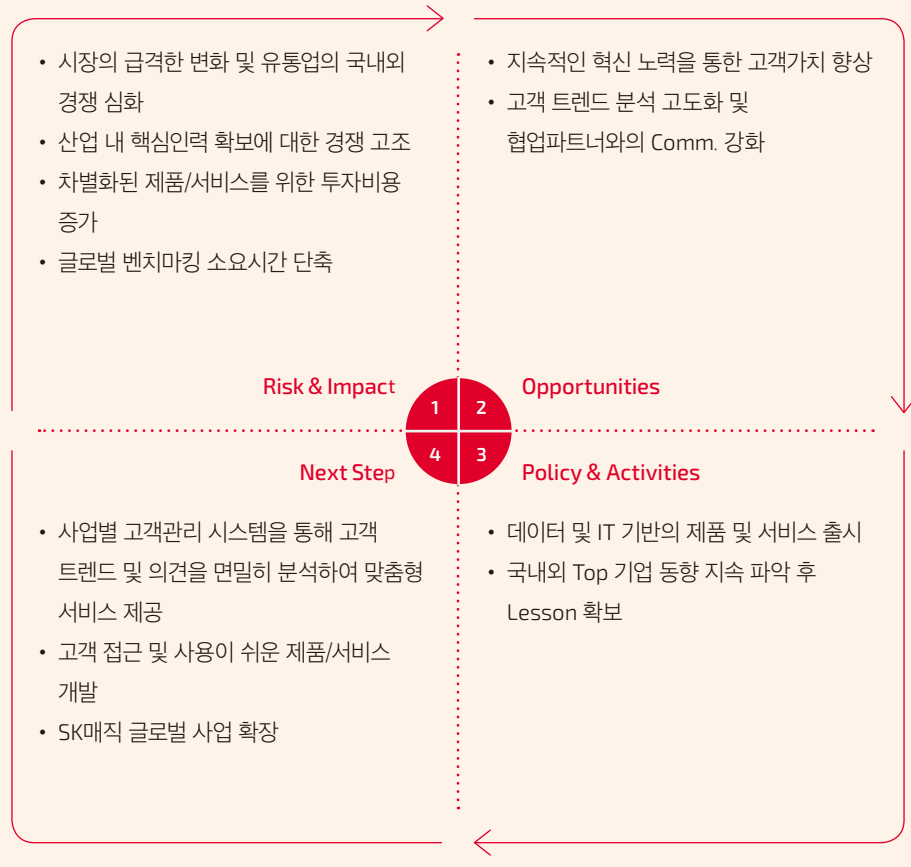 • 시장의 급격한 변화 및 유통업의 국내외
경쟁 심화
• 산업 내 핵심인력 확보에 대한 경쟁 고조
• 차별화된 제품/서비스를 위한 투자비용
증가
• 글로벌 벤치마킹 소요시간 단축
Risk & Impact
1
• 지속적인 혁신 노력을 통한 고객가치 향상
• 고객 트렌드 분석 고도화 및
협업파트너와의 Comm. 강화
2
Opportunities
3
Policy & Activities
• 데이터 및 IT 기반의 제품 및 서비스 출시
• 국내외 Top 기업 동향 지속 파악 후
Lesson 확보
4
Next Step
• 사업별 고객관리 시스템을 통해 고객
트렌드 및 의견을 면밀히 분석하여 맞춤형
서비스 제공
• 고객 접근 및 사용이 쉬운 제품/서비스
개발
• SK매직 글로벌 사업 확장